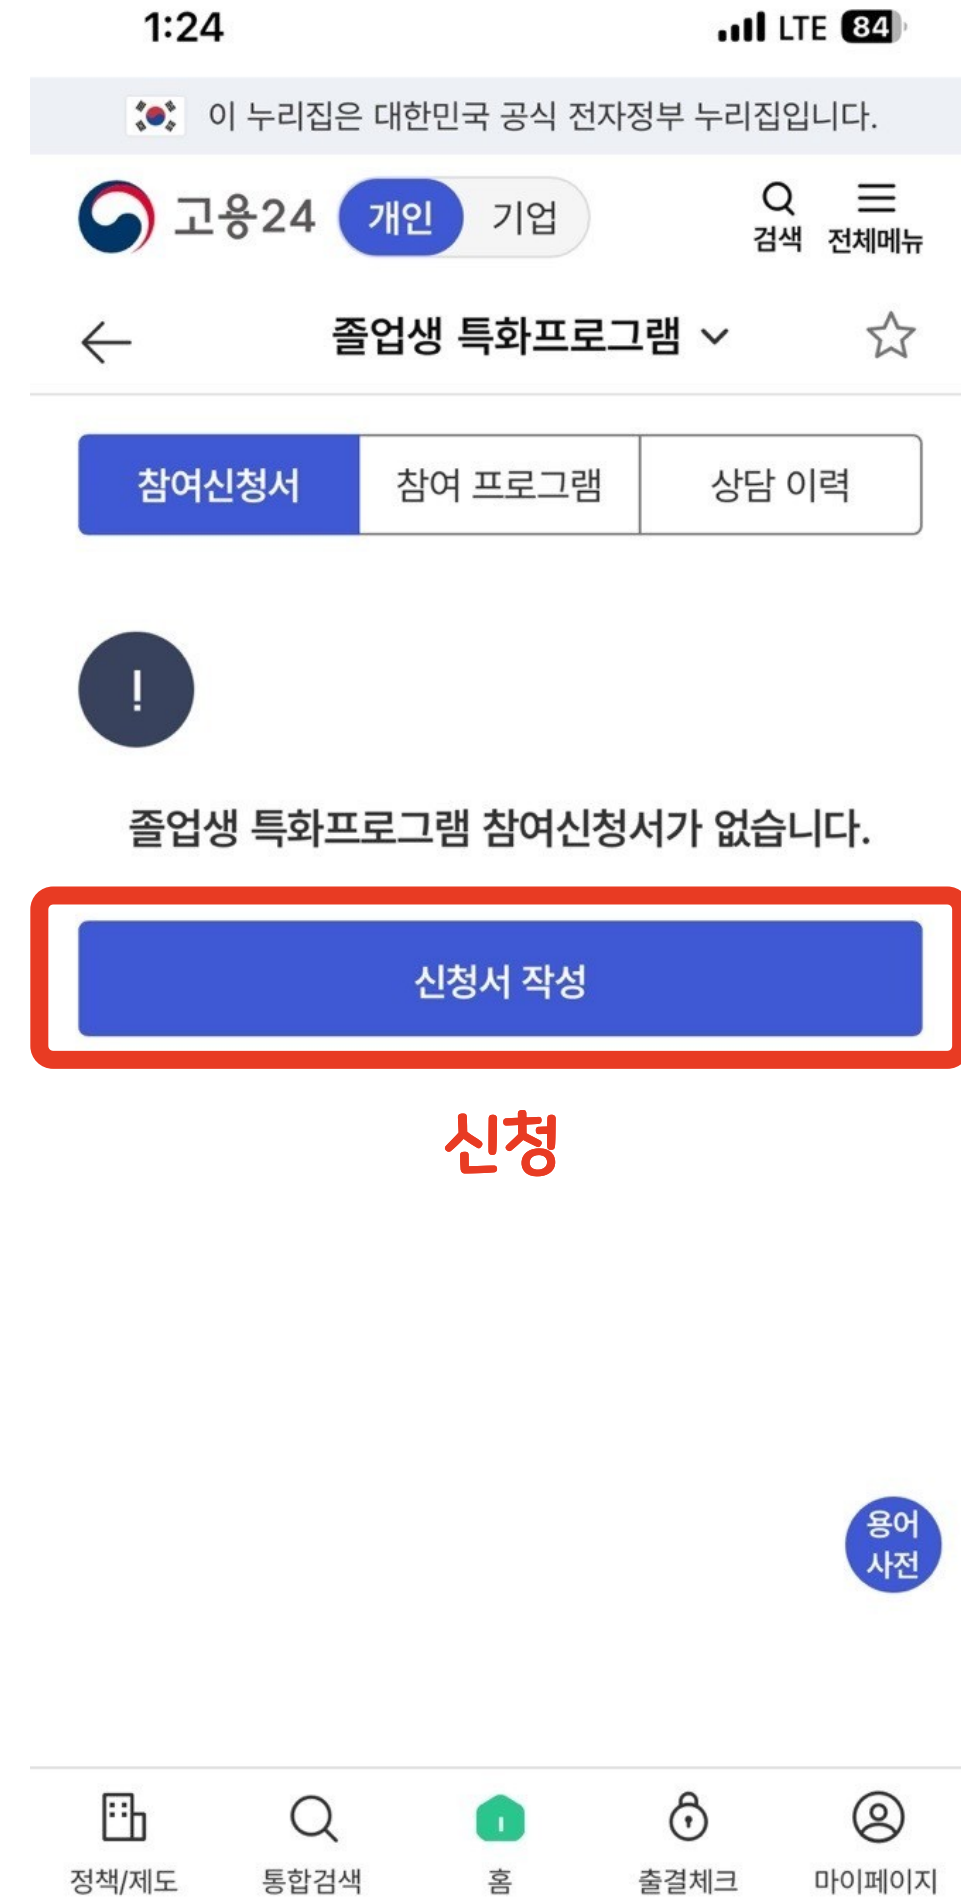 1:24 LTE 84
이 누리집은 대한민국 공식 전자정부 누리집입니다.
고용24 개인 기업 검색 전체메뉴
졸업생 특화프로그램
참여신청서 참여 프로그램 상담 이력
!
졸업생 특화프로그램 참여신청서가 없습니다.
신청서 작성
신청
용어
사전
정책/제도 통합검색 홈 출결체크 마이페이지